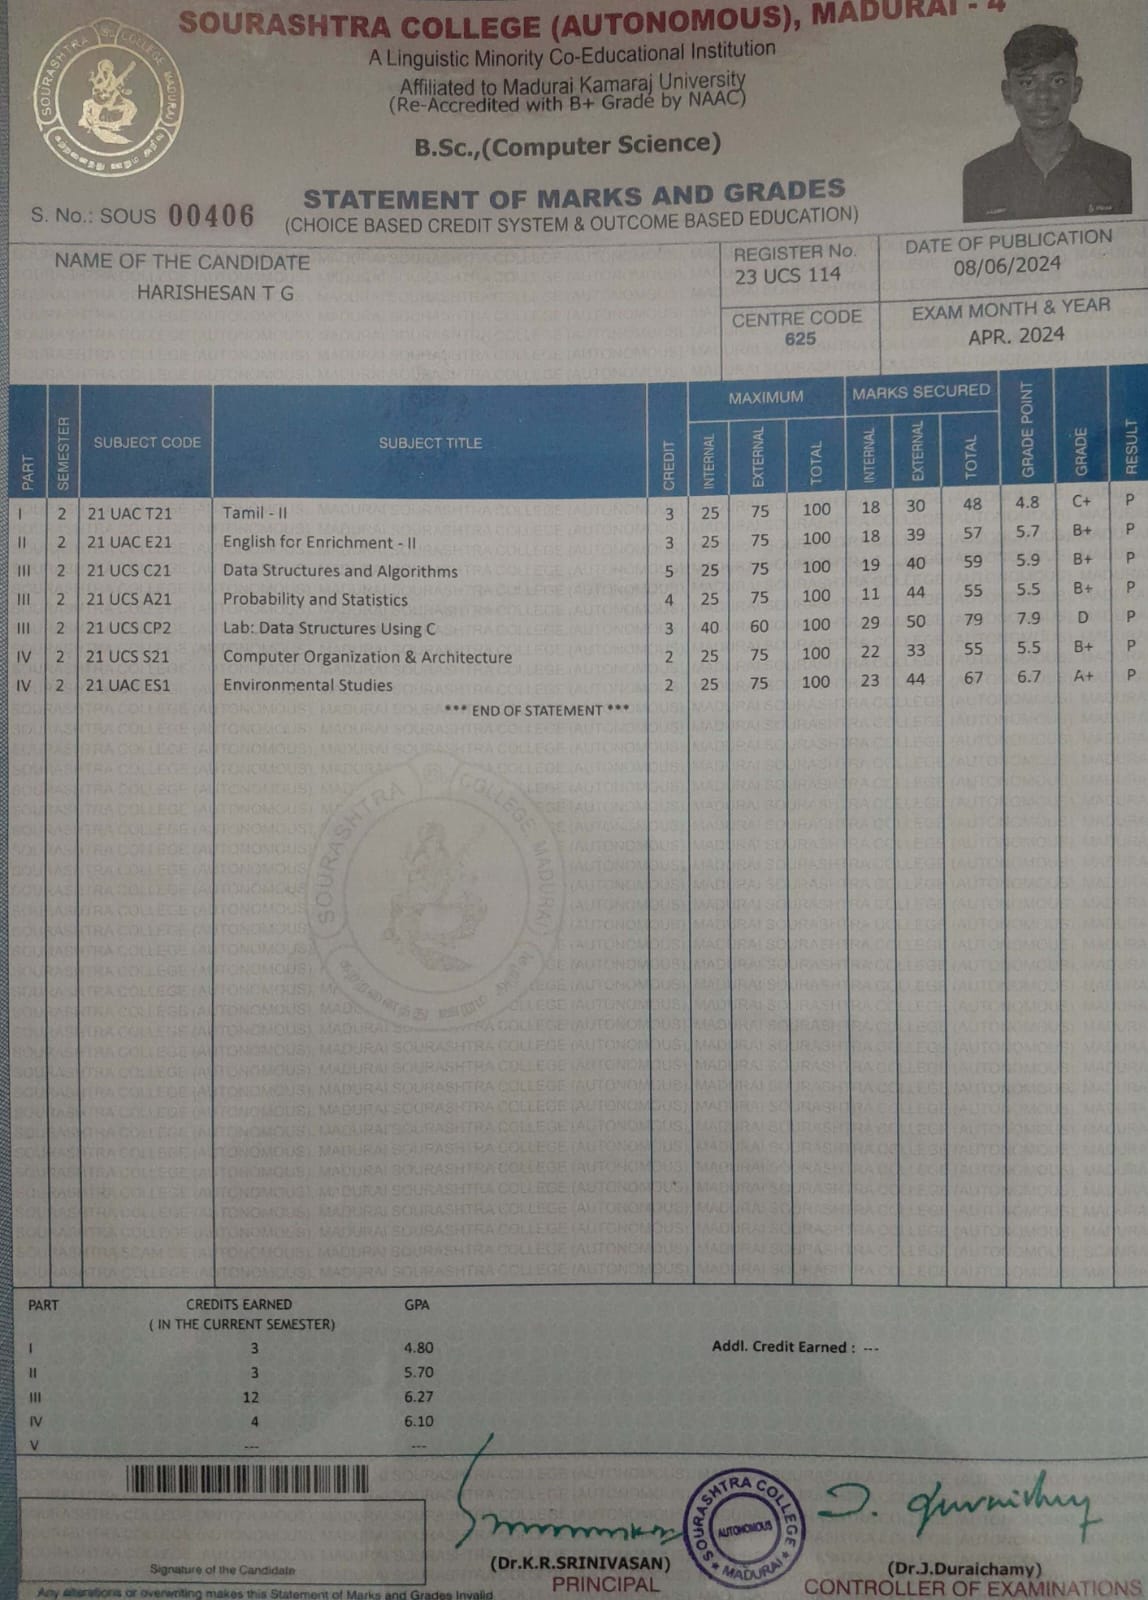 SOURASHTRA COLLEGE (AUTONOMOUS), MADURAI - 4
A Linguistic Minority Co-Educational Institution
Affiliated to Madurai Kamaraj University
(Re-Accredited with B+ Grade by NAAC)
B.Sc.,(Computer Science)
STATEMENT OF MARKS AND GRADES
(CHOICE BASED CREDIT SYSTEM & OUTCOME BASED EDUCATION)
SOURASHTRA COLLEGE MADURAI
S. No.: SOUS 00406
NAME OF THE CANDIDATE
HARISHESAN T G
REGISTER No.
23 UCS 114
DATE OF PUBLICATION
08/06/2024
CENTRE CODE
625
EXAM MONTH & YEAR
APR. 2024
PART SEMESTER SUBJECT CODE SUBJECT TITLE CREDIT MAXIMUM MARKS SECURED GRADE POINT GRADE RESULT
INTERNAL EXTERNAL TOTAL INTERNAL EXTERNAL TOTAL
I 2 21 UAC T21 Tamil - II 3 25 75 100 18 30 48 4.8 C+ P
II 2 21 UAC E21 English for Enrichment - II 3 25 75 100 18 39 57 5.7 B+ P
III 2 21 UCS C21 Data Structures and Algorithms 5 25 75 100 19 40 59 5.9 B+ P
III 2 21 UCS A21 Probability and Statistics 4 25 75 100 11 44 55 5.5 B+ P
III 2 21 UCS CP2 Lab: Data Structures Using C 3 40 60 100 29 50 79 7.9 D P
IV 2 21 UCS S21 Computer Organization & Architecture 2 25 75 100 22 33 55 5.5 B+ P
IV 2 21 UAC ES1 Environmental Studies 2 25 75 100 23 44 67 6.7 A+ P
*** END OF STATEMENT ***
SOURASHTRA COLLEGE MADURAI
PART CREDITS EARNED GPA
( IN THE CURRENT SEMESTER)
I 3 4.80
II 3 5.70
III 12 6.27
IV 4 6.10
V --- ---
Addl. Credit Earned : ---
SOURASHTRA COLLEGE
AUTONOMOUS
MADURAI
Signature of the Candidate
(Dr.K.R.SRINIVASAN)
PRINCIPAL
(Dr.J.Duraichamy)
CONTROLLER OF EXAMINATIONS
Any alterations or overwriting makes this Statement of Marks and Grades Invalid